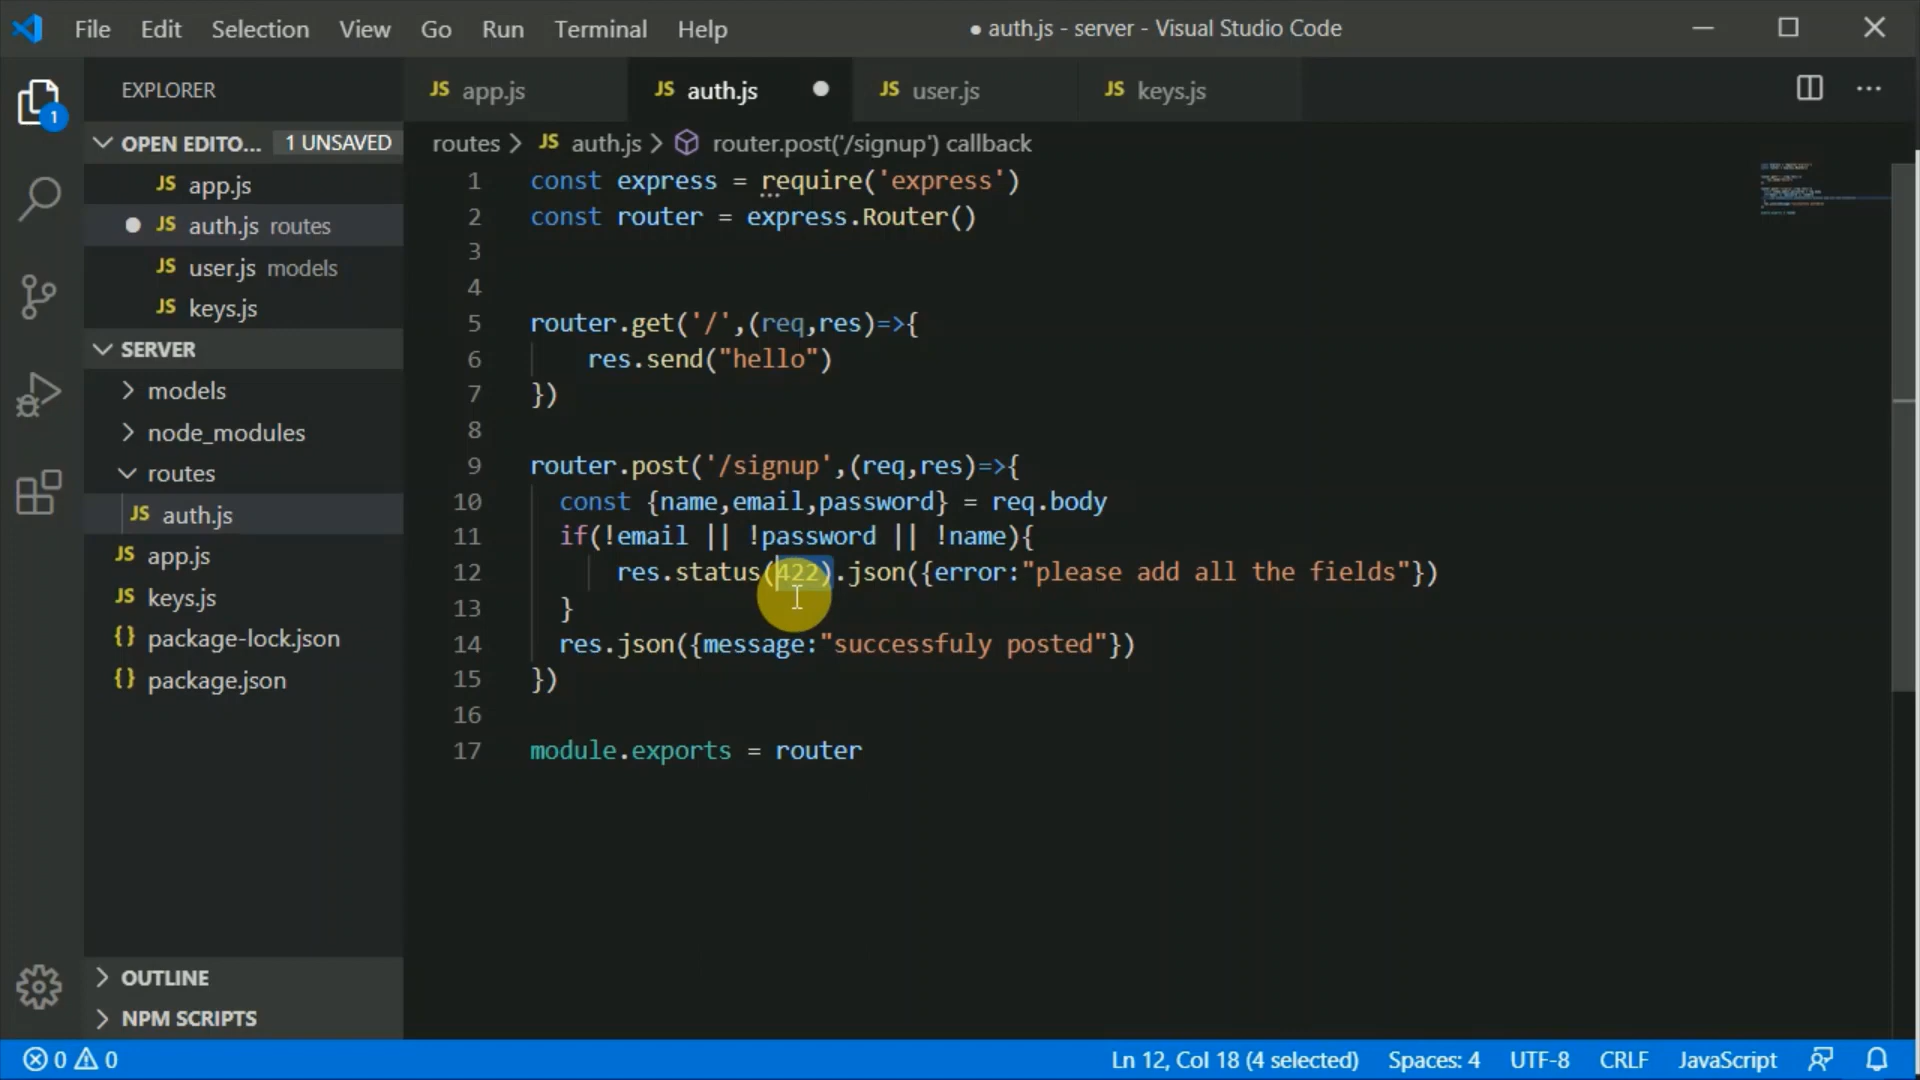 File Edit Selection View Go Run Terminal Help ● auth.js - server - Visual Studio Code
EXPLORER
1
OPEN EDITO... 1 UNSAVED
JS app.js
● JS auth.js routes
JS user.js models
JS keys.js
SERVER
models
node_modules
routes
JS auth.js
JS app.js
JS keys.js
{} package-lock.json
{} package.json
OUTLINE
NPM SCRIPTS
JS app.js JS auth.js ● JS user.js JS keys.js ...
routes > JS auth.js > router.post('/signup') callback
1 const express = require('express')
2 const router = express.Router()
3
4
5 router.get('/',(req,res)=>{
6 res.send("hello")
7 })
8
9 router.post('/signup',(req,res)=>{
10 const {name,email,password} = req.body
11 if(!email || !password || !name){
12 res.status(422).json({error:"please add all the fields"})
13 }
14 res.json({message:"successfuly posted"})
15 })
16
17 module.exports = router
0 0 Ln 12, Col 18 (4 selected) Spaces: 4 UTF-8 CRLF JavaScript